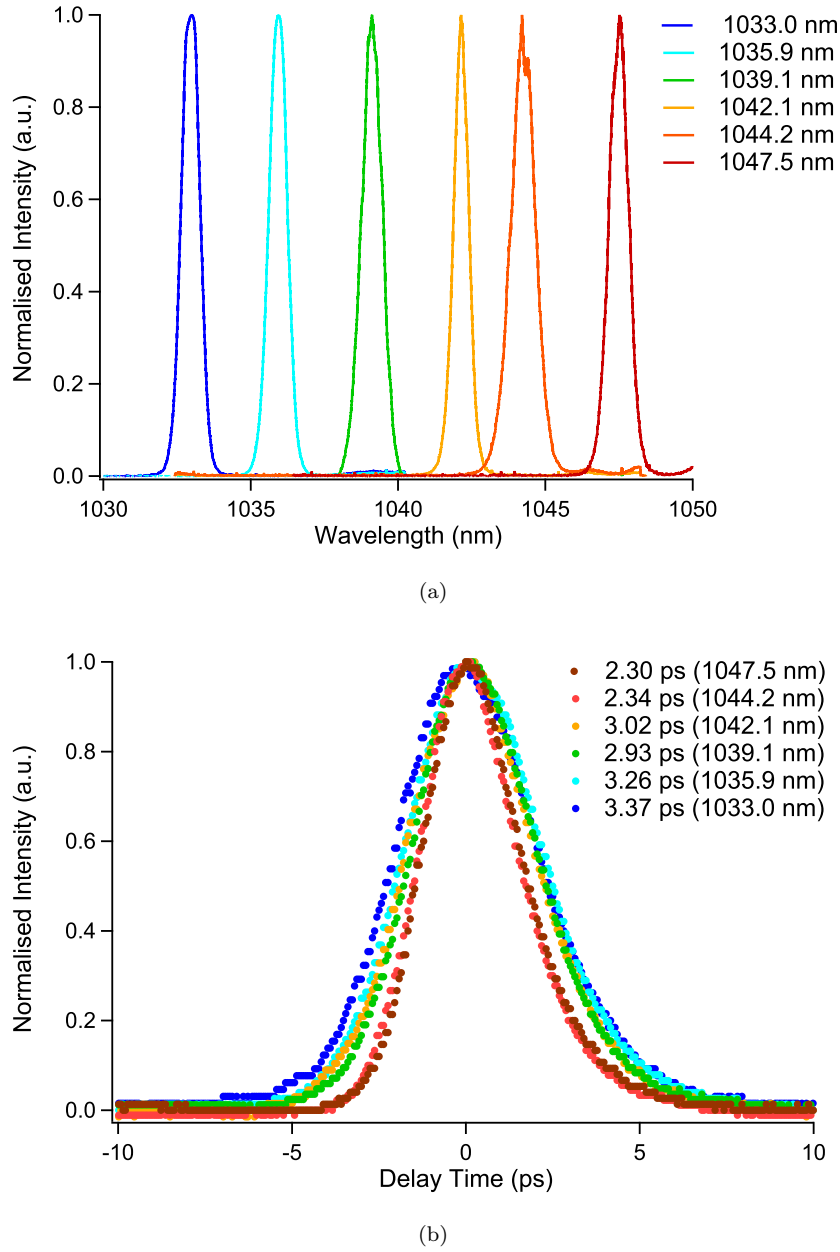 1.0
0.8
0.6
0.4
0.2
0.0
Normalised Intensity (a.u.)
1033.0 nm
1035.9 nm
1039.1 nm
1042.1 nm
1044.2 nm
1047.5 nm
1030 1035 1040 1045 1050
Wavelength (nm)
(a)
1.0
0.8
0.6
0.4
0.2
0.0
Normalised Intensity (a.u.)
2.30 ps (1047.5 nm)
2.34 ps (1044.2 nm)
3.02 ps (1042.1 nm)
2.93 ps (1039.1 nm)
3.26 ps (1035.9 nm)
3.37 ps (1033.0 nm)
-10 -5 0 5 10
Delay Time (ps)
(b)